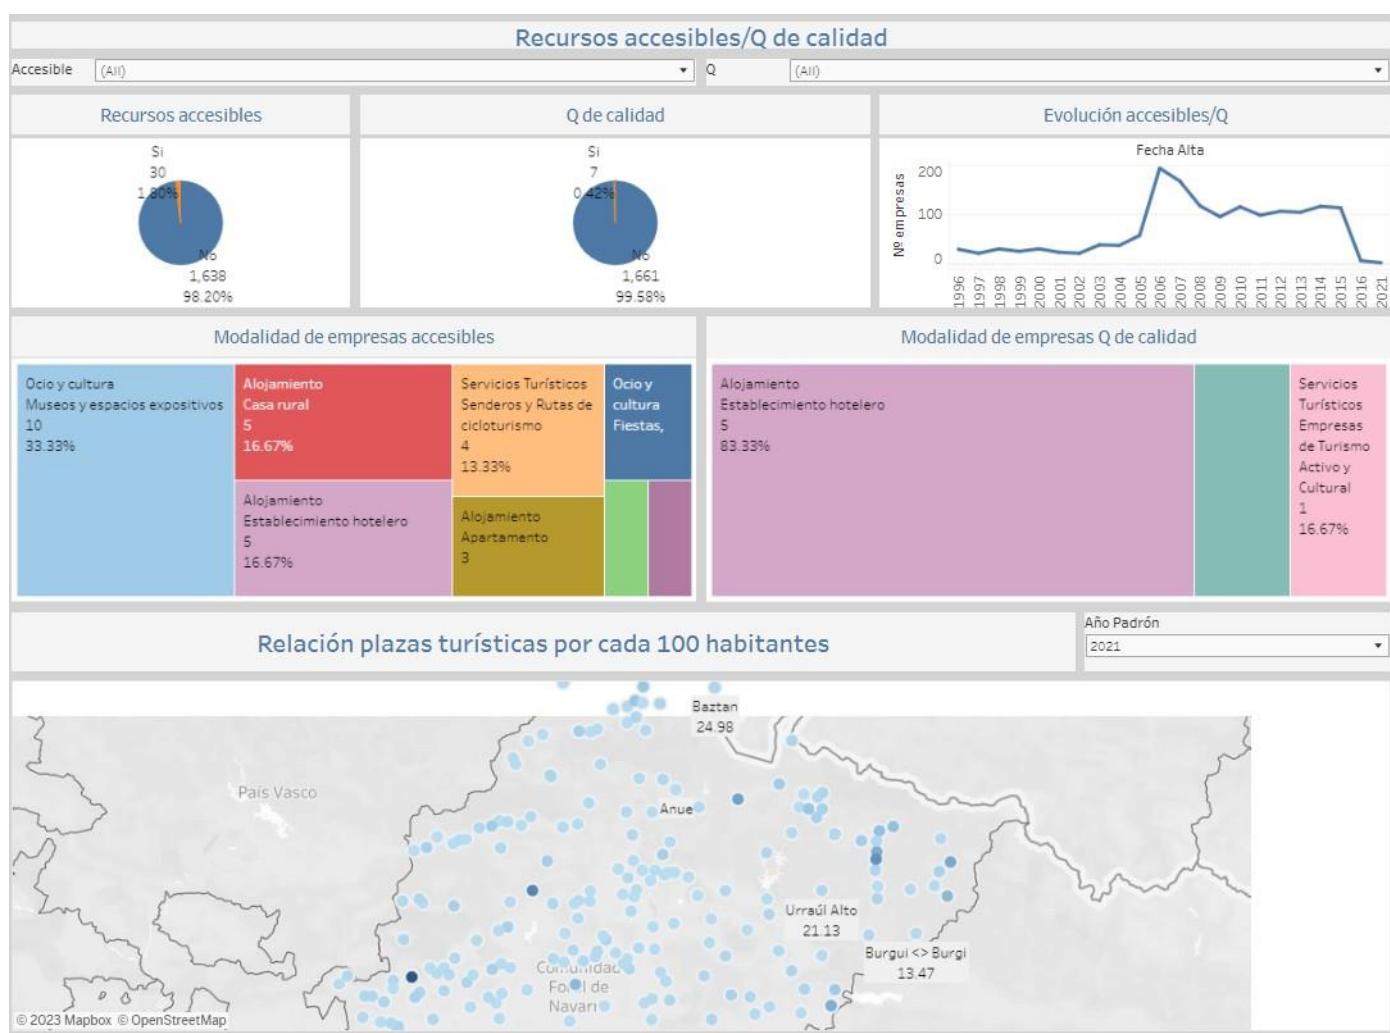 Recursos accesibles/Q de calidad
Accesible
(All)
Q
(All)
Recursos accesibles
Q de calidad
Evolución accesibles/Q
Si
30
1.80%
No
1,638
98.20%
Si
7
0.42%
No
1,661
99.58%
Fecha Alta
Nº empresas
200
100
0
1996
1997
1998
1999
2000
2001
2002
2003
2004
2005
2006
2007
2008
2009
2010
2011
2012
2013
2014
2015
2016
2021
Modalidad de empresas accesibles
Modalidad de empresas Q de calidad
Ocio y cultura
Museos y espacios expositivos
10
33.33%
Alojamiento
Casa rural
5
16.67%
Alojamiento
Establecimiento hotelero
5
16.67%
Servicios Turísticos
Senderos y Rutas de
cicloturismo
4
13.33%
Alojamiento
Apartamento
3
Ocio y
cultura
Fiestas,
Alojamiento
Establecimiento hotelero
5
83.33%
Servicios
Turísticos
Empresas
de Turismo
Activo y
Cultural
1
16.67%
Relación plazas turísticas por cada 100 habitantes
Año Padrón
2021
Baztan
24.98
País Vasco
Anue
Urraúl Alto
21.13
Burgui <> Burgi
13.47
Comunidad
Foral de
Navarr
© 2023 Mapbox © OpenStreetMap